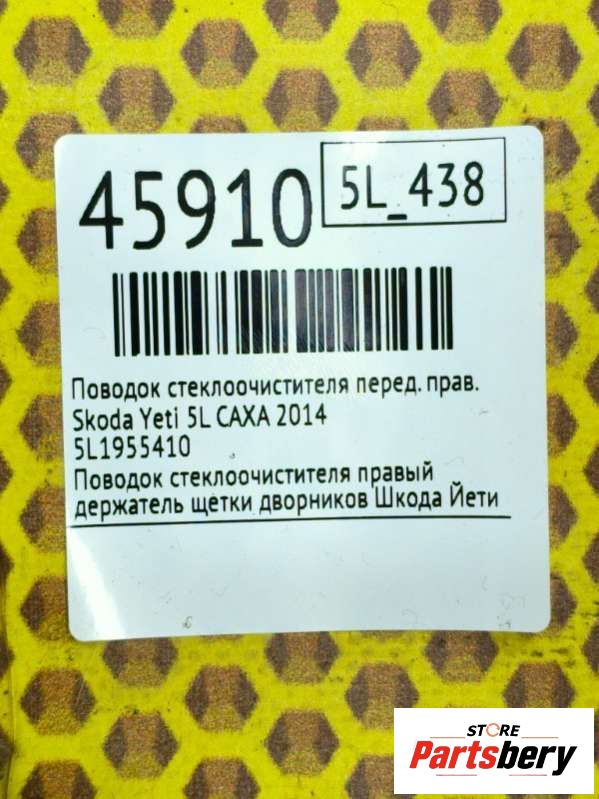 45910
5L_438
Поводок стеклоочистителя перед. прав.
Skoda Yeti 5L CAXA 2014
5L1955410
Поводок стеклоочистителя правый
держатель щетки дворников Шкода Йети
STORE
Partsbery